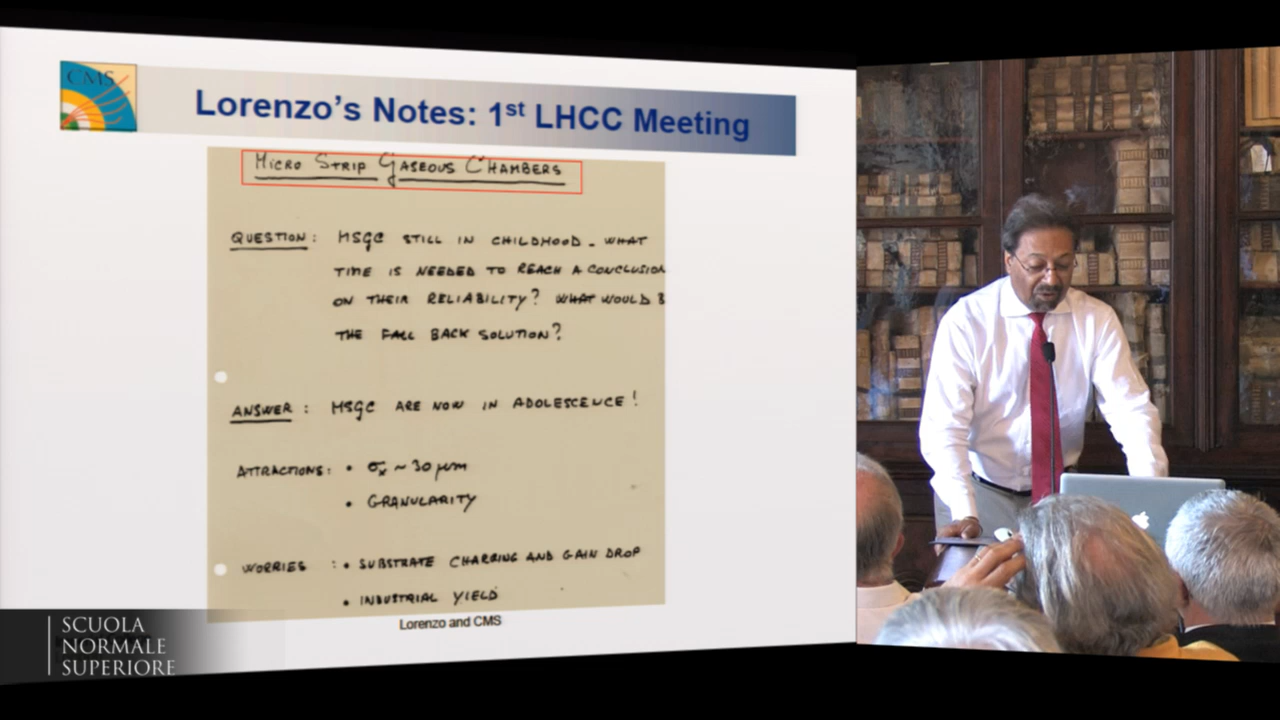 CMS
Lorenzo's Notes: 1st LHCC Meeting
MICRO STRIP GASEOUS CHAMBERS
QUESTION: MSGC STILL IN CHILDHOOD - WHAT
TIME IS NEEDED TO REACH A CONCLUSION
ON THEIR RELIABILITY? WHAT WOULD B
THE FALL BACK SOLUTION?
ANSWER: MSGC ARE NOW IN ADOLESCENCE!
ATTRACTIONS: • σx ~ 30 μm
• GRANULARITY
WORRIES : • SUBSTRATE CHARGING AND GAIN DROP
• INDUSTRIAL YIELD
Lorenzo and CMS
SCUOLA
NORMALE
SUPERIORE